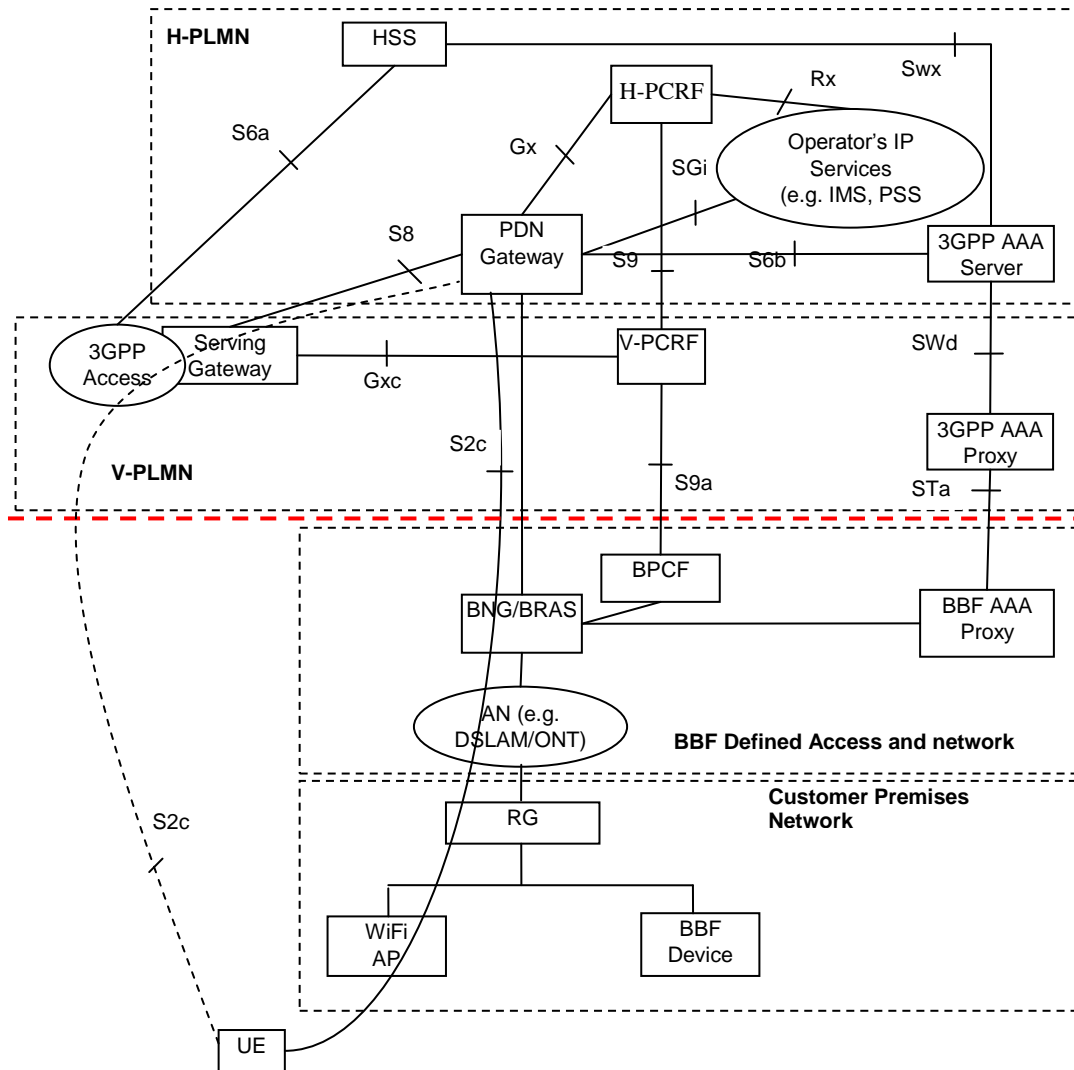 H-PLMN
HSS
Swx
H-PCRF
Rx
S6a
Gx
Operator's IP
Services
(e.g. IMS, PSS
SGi
S8
PDN
Gateway
S9
S6b
3GPP AAA
Server
3GPP
Access
Serving
Gateway
Gxc
V-PCRF
SWd
S2c
3GPP AAA
Proxy
V-PLMN
S9a
STa
BPCF
BNG/BRAS
BBF AAA
Proxy
AN (e.g.
DSLAM/ONT)
BBF Defined Access and network
Customer Premises
Network
RG
S2c
WiFi
AP
BBF
Device
UE